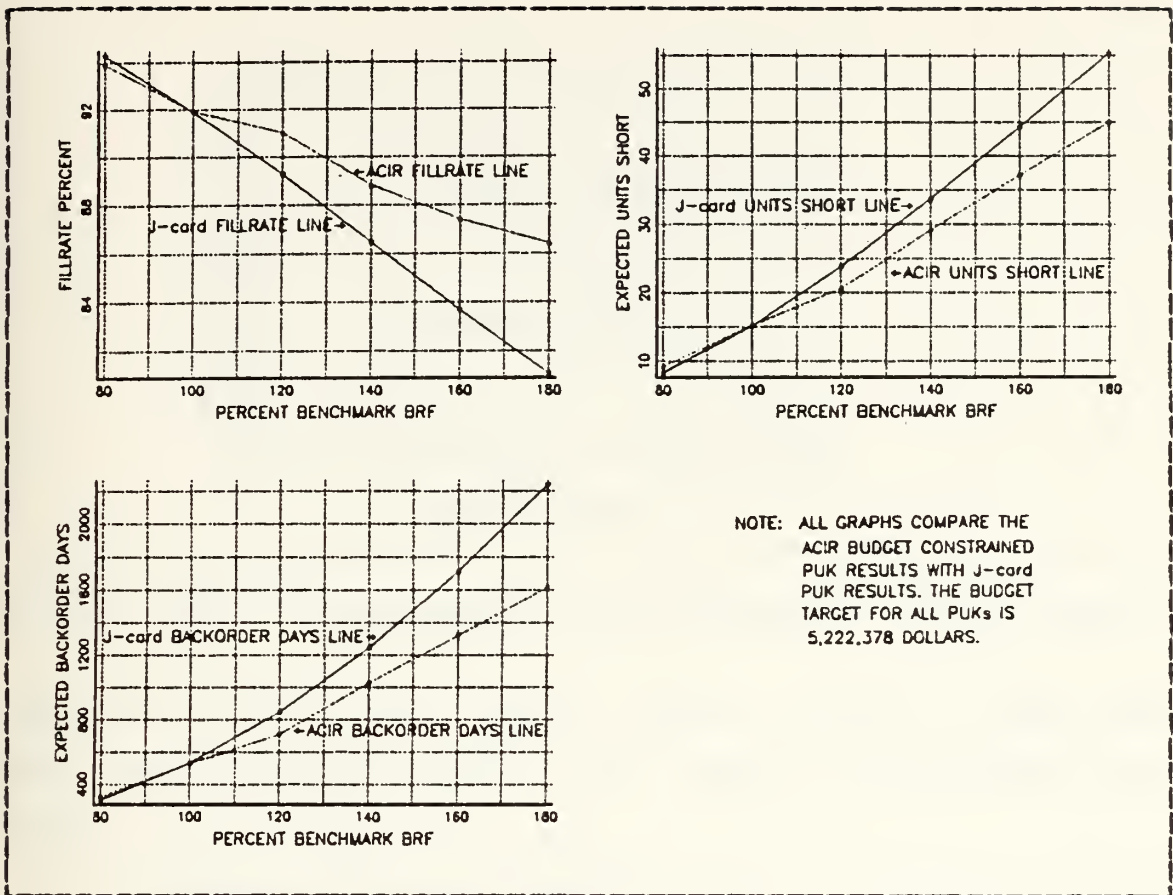 FILLRATE PERCENT
92
88
84
ACIR FILLRATE LINE
J-card FILLRATE LINE
80 100 120 140 160 180
PERCENT BENCHMARK BRF
EXPECTED UNITS SHORT
50
40
30
20
10
J-card UNITS SHORT LINE
ACIR UNITS SHORT LINE
80 100 120 140 160 180
PERCENT BENCHMARK BRF
EXPECTED BACKORDER DAYS
2000
1600
1200
800
400
J-card BACKORDER DAYS LINE
ACIR BACKORDER DAYS LINE
80 100 120 140 160 180
PERCENT BENCHMARK BRF
NOTE: ALL GRAPHS COMPARE THE
ACIR BUDGET CONSTRAINED
PUK RESULTS WITH J-card
PUK RESULTS. THE BUDGET
TARGET FOR ALL PUKs IS
5,222,378 DOLLARS.